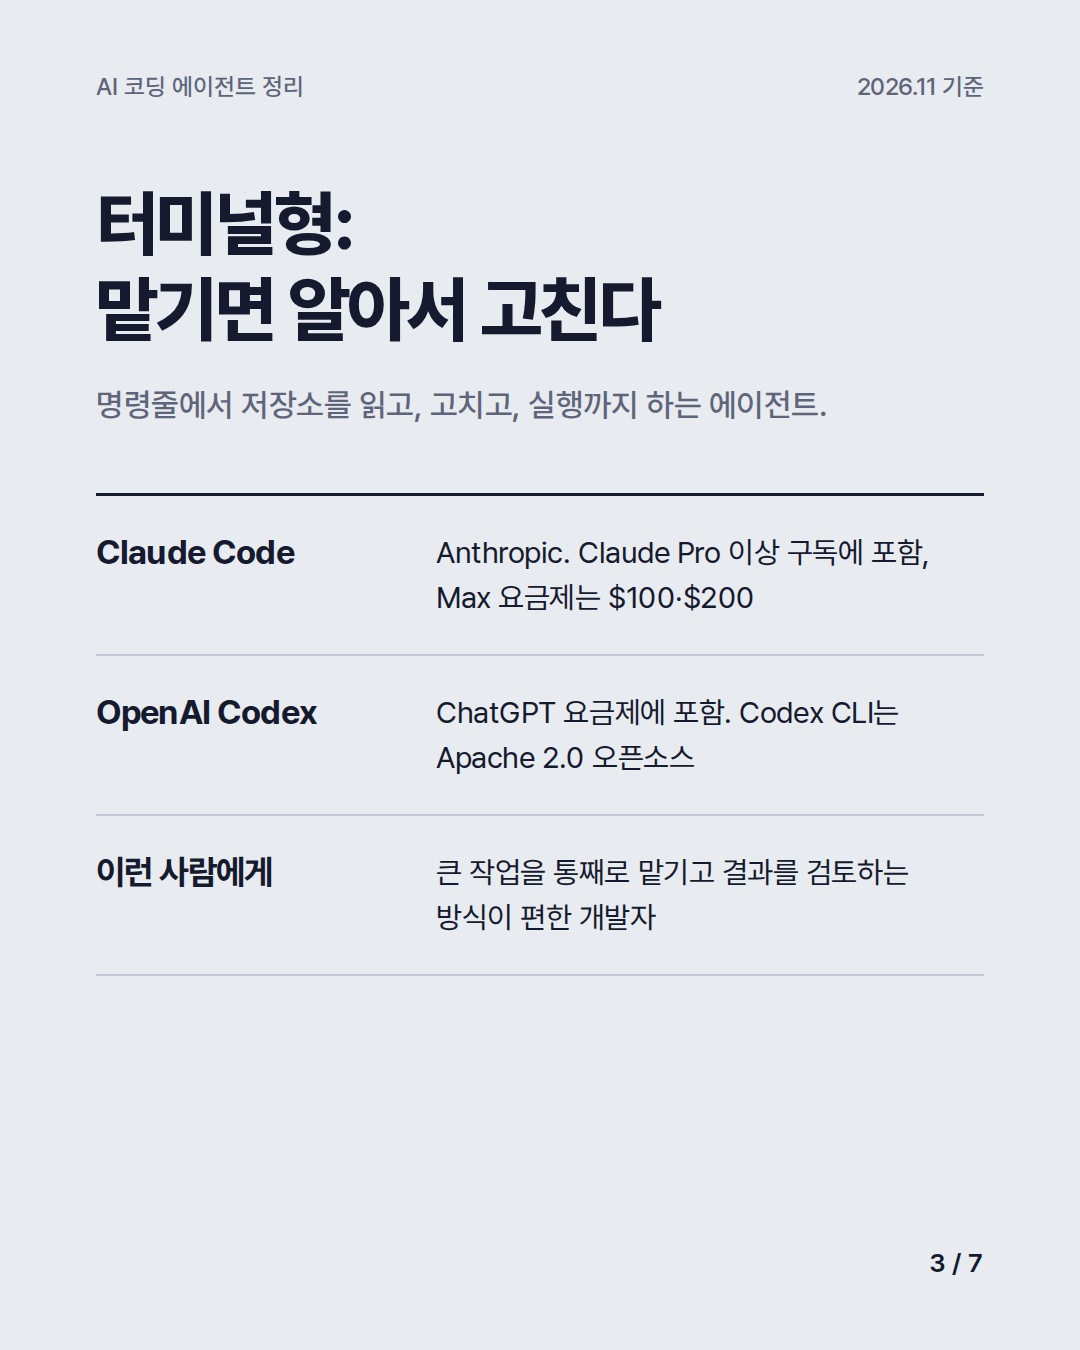 AI 코딩 에이전트 정리
2026.11 기준
터미널형:
맡기면 알아서 고친다
명령줄에서 저장소를 읽고, 고치고, 실행까지 하는 에이전트.
Claude Code
Anthropic. Claude Pro 이상 구독에 포함,
Max 요금제는 $100·$200
OpenAI Codex
ChatGPT 요금제에 포함. Codex CLI는
Apache 2.0 오픈소스
이런 사람에게
큰 작업을 통째로 맡기고 결과를 검토하는
방식이 편한 개발자
3 / 7